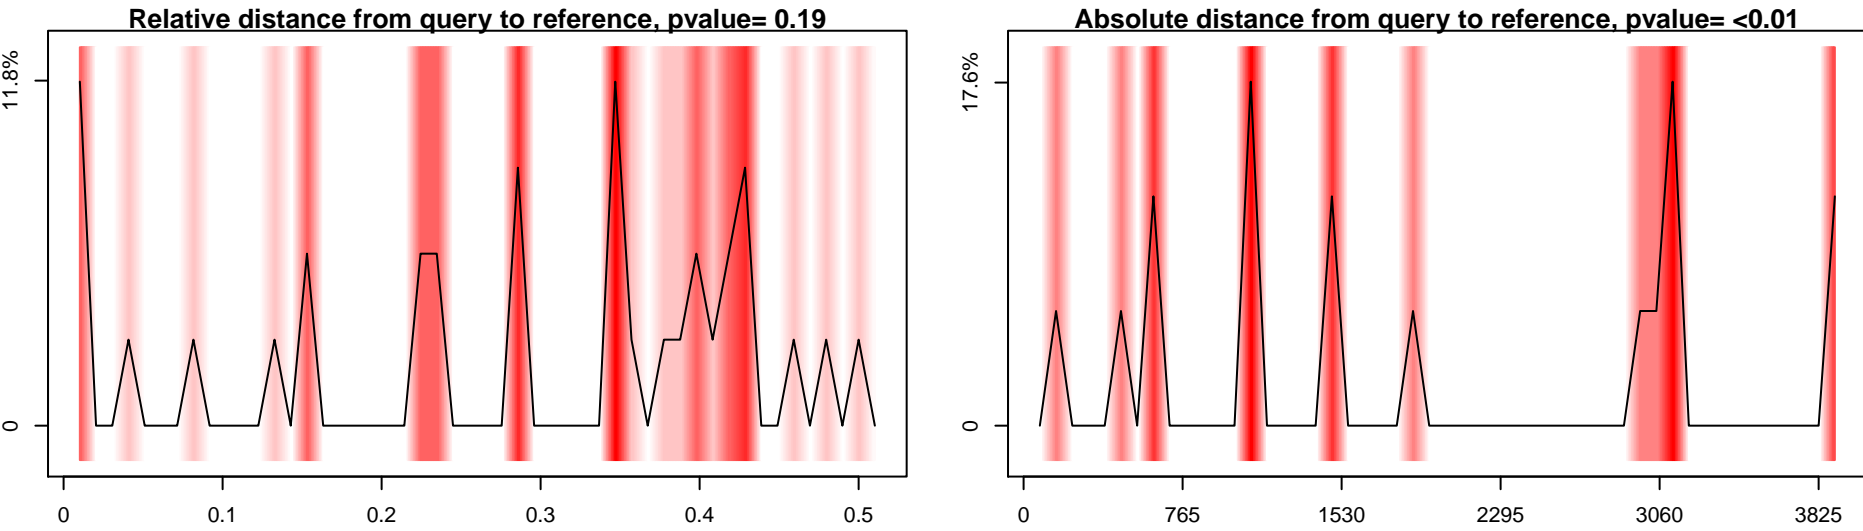 Relative distance from query to reference, pvalue= 0.19
11.8%
0
0 0.1 0.2 0.3 0.4 0.5
Absolute distance from query to reference, pvalue= <0.01
17.6%
0
0 765 1530 2295 3060 3825